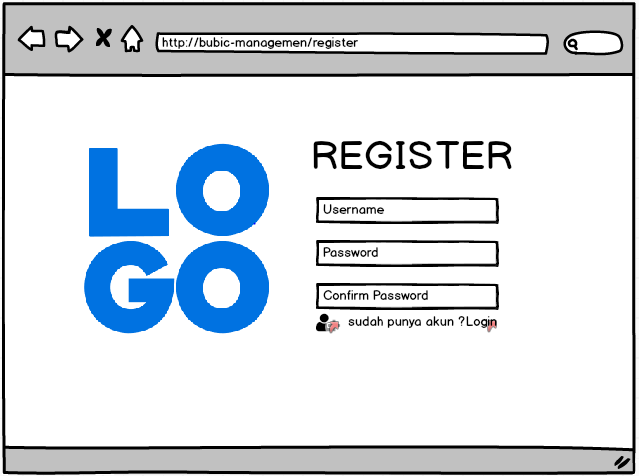 http://bubic-managemen/register
LO
GO
REGISTER
Username
Password
Confirm Password
sudah punya akun ?Login